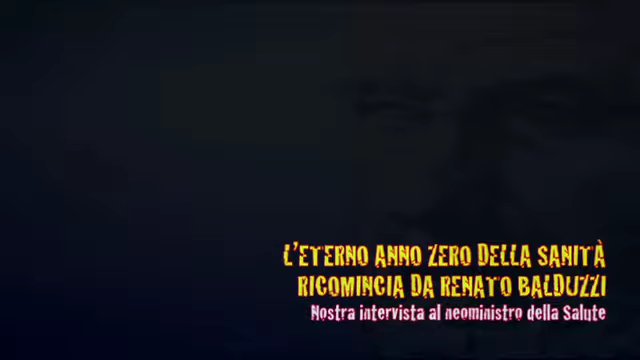 L'ETERNO ANNO ZERO DELLA SANITÀ
RICOMINCIA DA RENATO BALDUZZI
Nostra intervista al neoministro della Salute